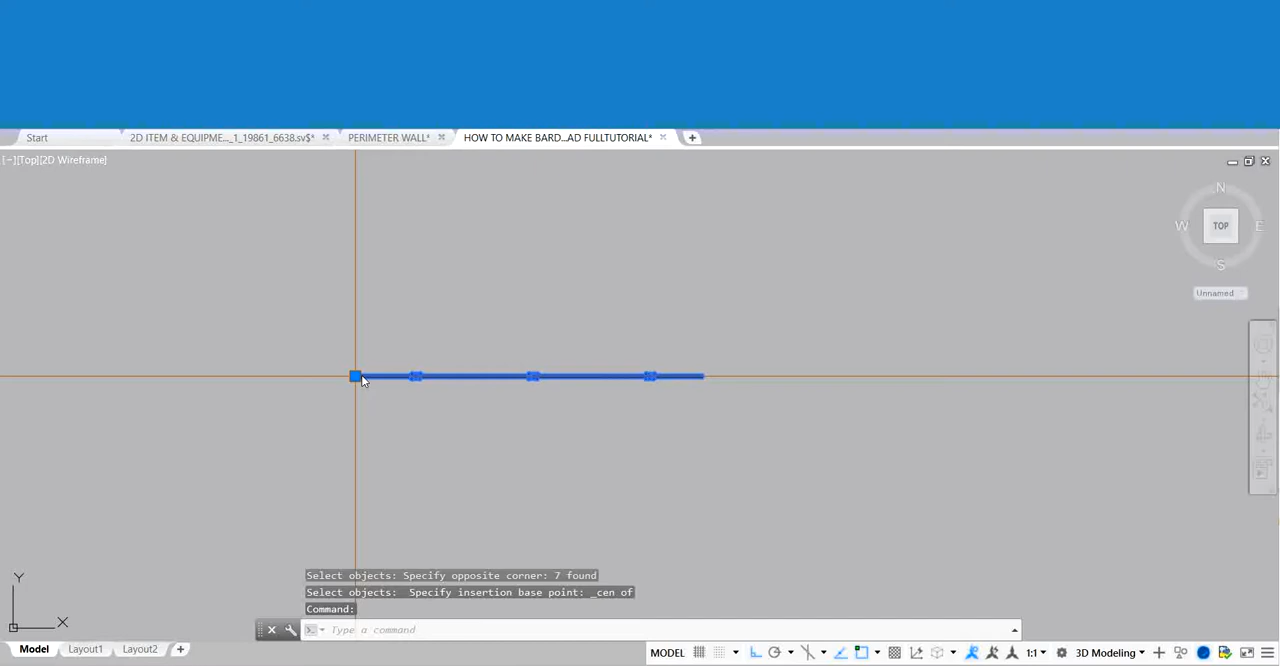 Start 2D ITEM & EQUIPME..._1_19861_6638.sv$* PERIMETER WALL* HOW TO MAKE BARD...AD FULLTUTORIAL*
[−][Top][2D Wireframe]
N
W TOP E
S
Unnamed
Y
X
Select objects: Specify opposite corner: 7 found
Select objects: Specify insertion base point: _cen of
Command:
Type a command
Model Layout1 Layout2 MODEL 1:1 3D Modeling